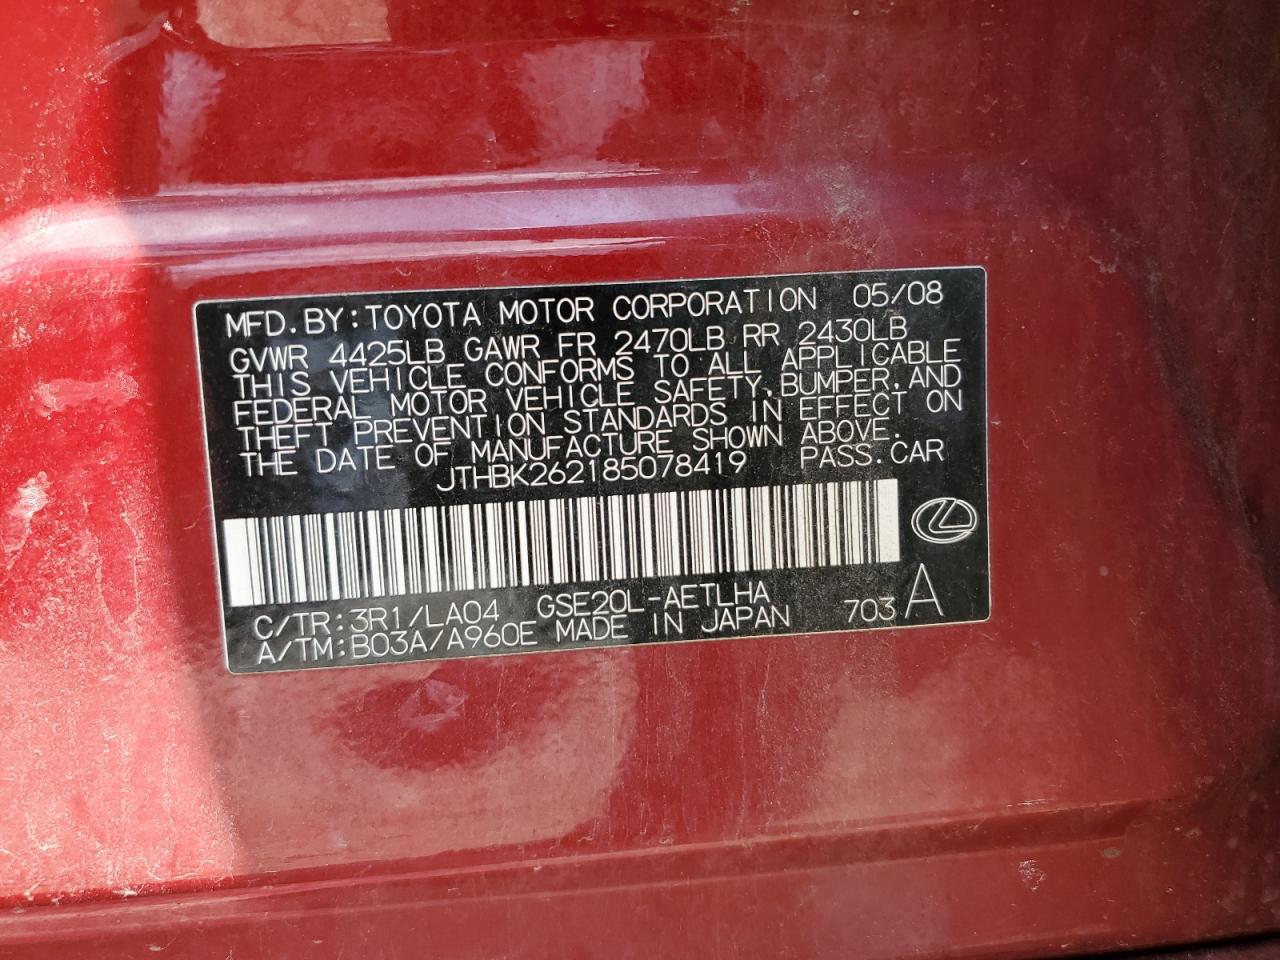 MFD.BY:TOYOTA MOTOR CORPORATION 05/08
GVWR 4425LB GAWR FR 2470LB RR 2430LB
THIS VEHICLE CONFORMS TO ALL APPLICABLE
FEDERAL MOTOR VEHICLE SAFETY,BUMPER,AND
THEFT PREVENTION STANDARDS IN EFFECT ON
THE DATE OF MANUFACTURE SHOWN ABOVE.
JTHBK262185078419 PASS.CAR
C/TR:3R1/LA04 GSE20L-AETLHA
A/TM:B03A/A960E MADE IN JAPAN 703 A